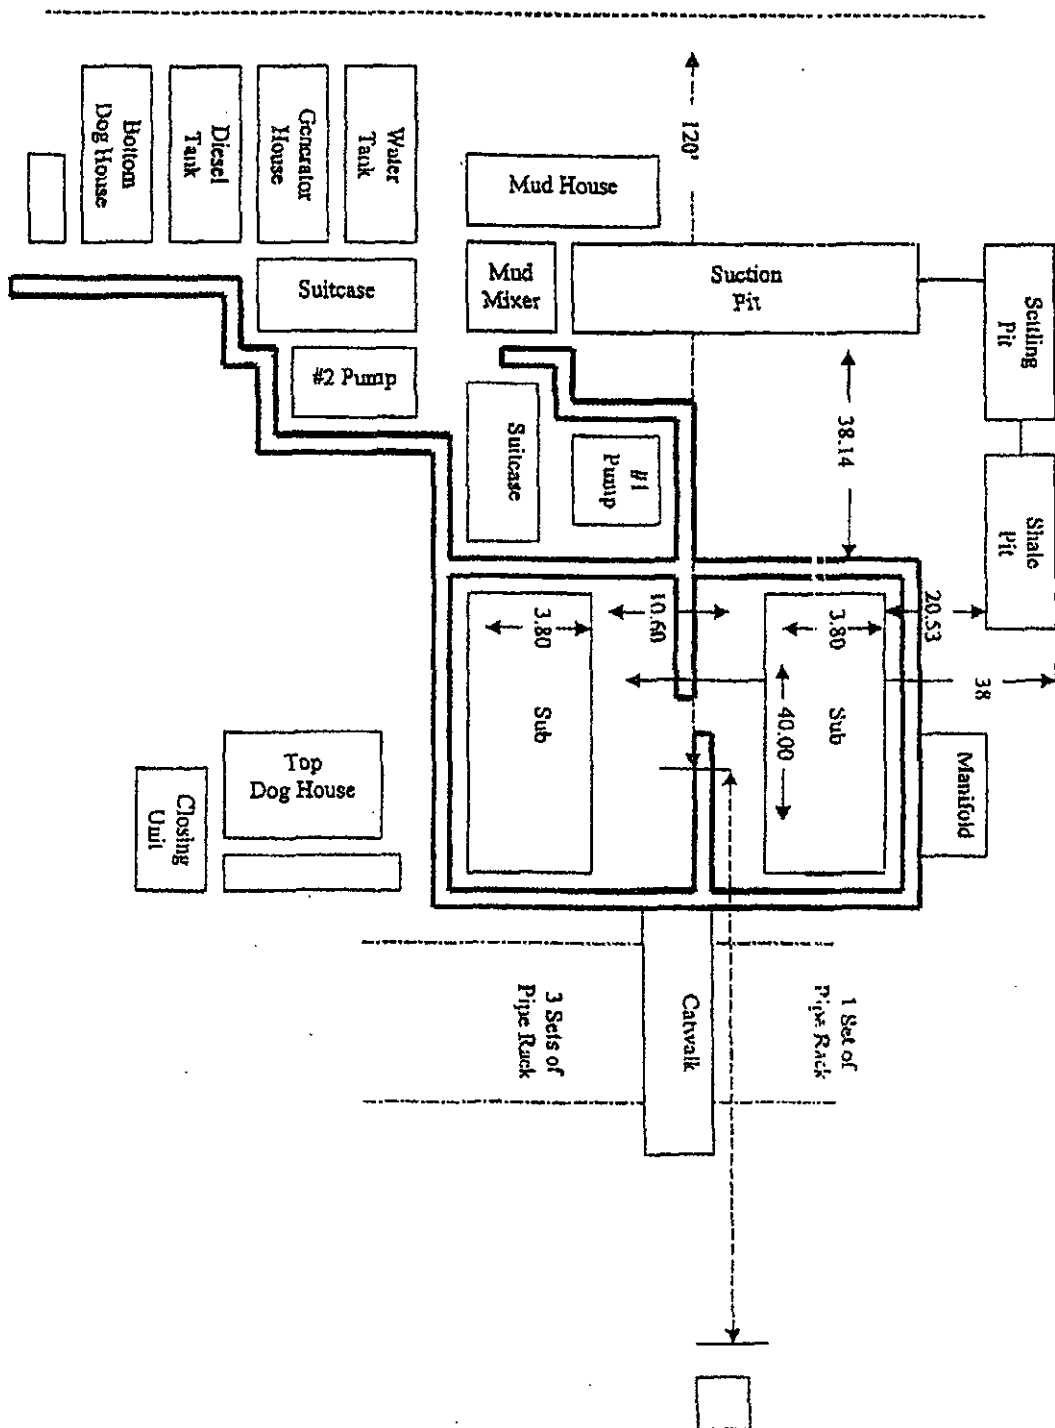 120'
Water
Tank
Generator
House
Diesel
Tank
Bottom
Dog House
Mud House
Suitcase
Mud
Mixer
Suction
Pit
Settling
Pit
#2 Pump
Suitcase
#1
Pump
38.14
Shale
Pit
3.80
10.60
3.80
20.53
38
40.00
Sub
Sub
Manifold
Top
Dog House
Closing
Unit
Catwalk
3 Sets of
Pipe Rack
1 Set of
Pipe Rack